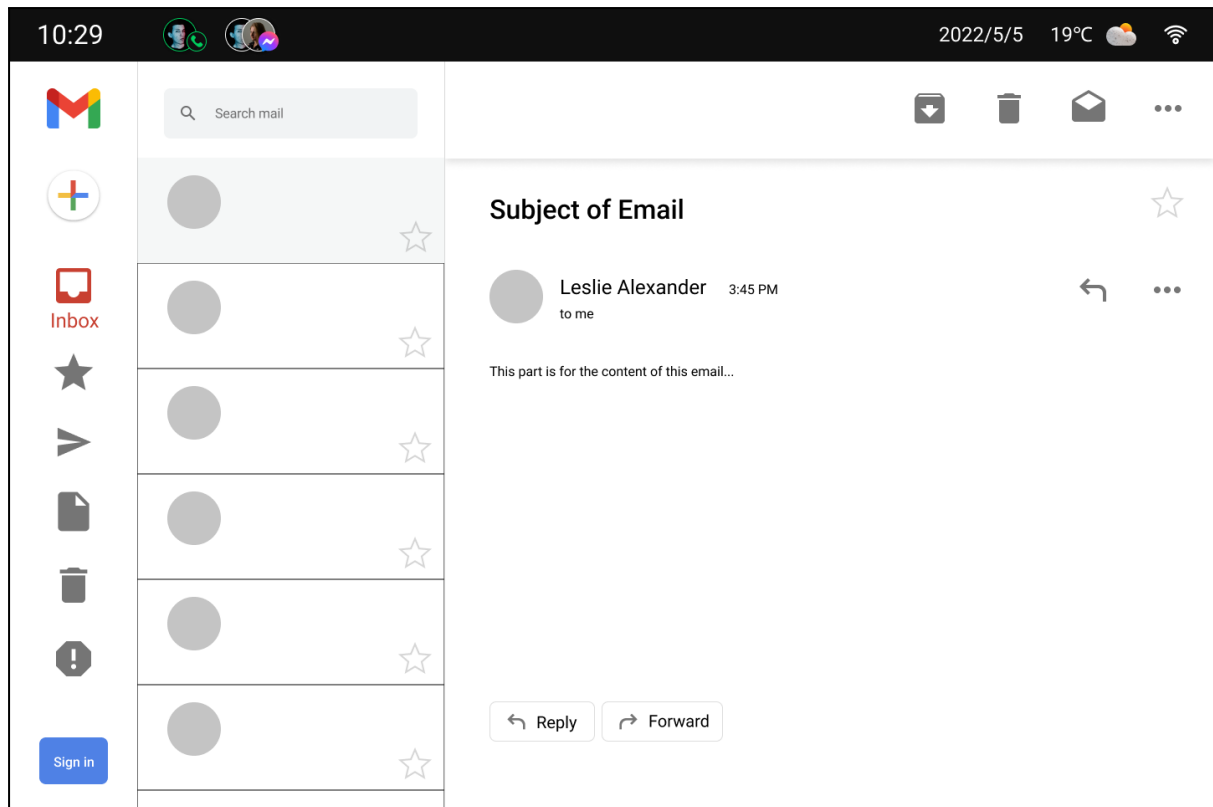 10:29
2022/5/5 19℃
Search mail
Subject of Email
Leslie Alexander 3:45 PM
to me
Inbox
This part is for the content of this email...
Reply
Forward
Sign in